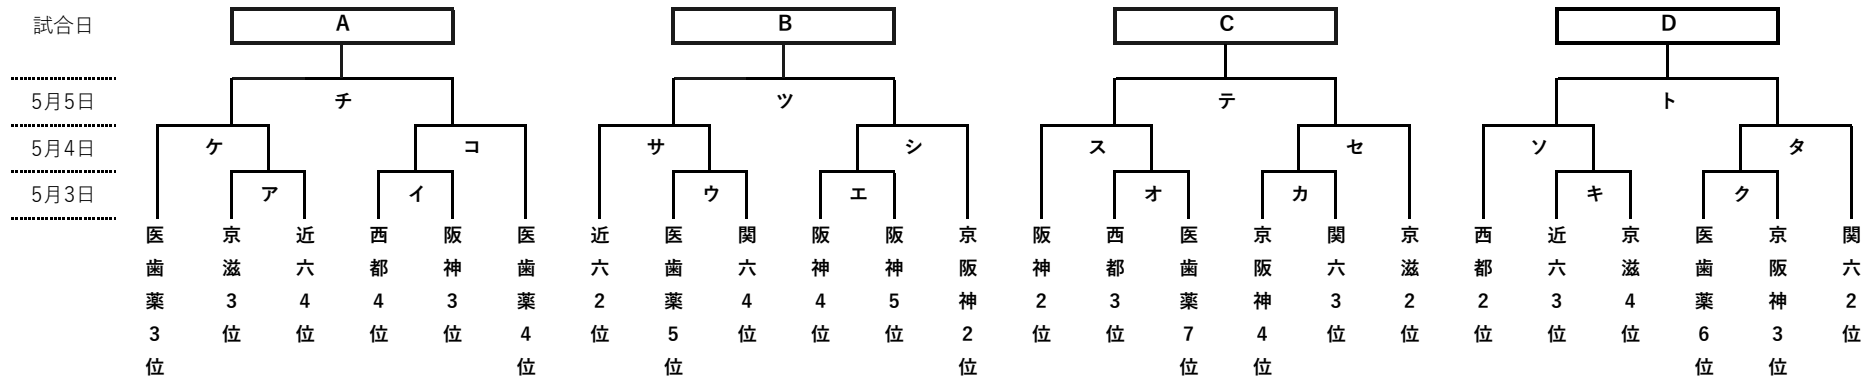 試合日 A B C D
5月5日 チ ツ テ ト
5月4日 ケ コ サ シ ス セ ソ タ
5月3日 ア イ ウ エ オ カ キ ク
医歯薬3位
京滋3位
近六4位
西都4位
阪神3位
医歯薬4位
近六2位
医歯薬5位
関六4位
阪神4位
阪神5位
京阪神2位
阪神2位
西都3位
医歯薬7位
京阪神4位
関六3位
京滋2位
西都2位
近六3位
京滋4位
医歯薬6位
京阪神3位
関六2位